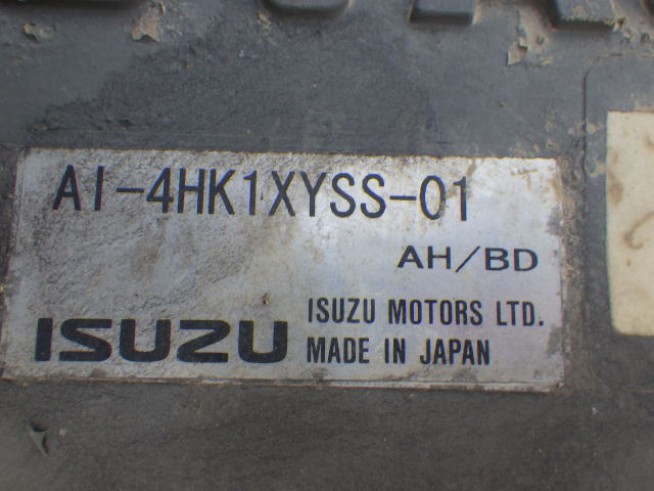 AI-4HK1XYSS-01
AH/BD
ISUZU
ISUZU MOTORS LTD.
MADE IN JAPAN